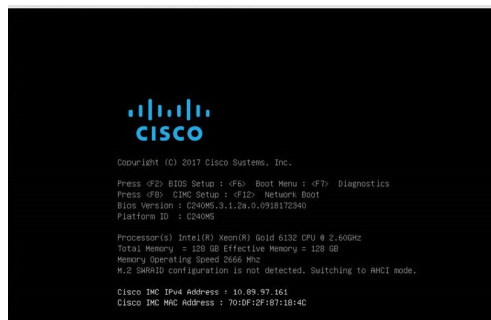 CISCO
Copyright (C) 2017 Cisco Systems, Inc.
Press <F2> BIOS Setup : <F6> Boot Menu : <F7> Diagnostics
Press <F8> CIMC Setup : <F12> Network Boot
Bios Version : C240M5.3.1.2a.0.0918172340
Platform ID : C240M5
Processor(s) Intel(R) Xeon(R) Gold 6132 CPU @ 2.60GHz
Total Memory = 128 GB Effective Memory = 128 GB
Memory Operating Speed 2666 Mhz
M.2 SWRAID configuration is not detected. Switching to AHCI mode.
Cisco IMC IPv4 Address : 10.89.97.161
Cisco IMC MAC Address : 70:DF:2F:87:18:4C